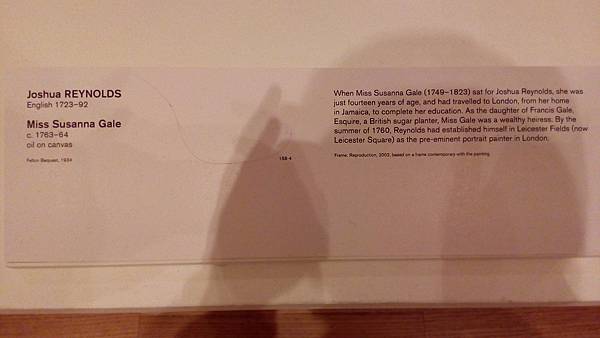 Joshua REYNOLDS
English 1723–92
Miss Susanna Gale
c. 1763–64
oil on canvas
Felton Bequest, 1934
158-4
When Miss Susanna Gale (1749–1823) sat for Joshua Reynolds, she was
just fourteen years of age, and had travelled to London, from her home
in Jamaica, to complete her education. As the daughter of Francis Gale,
Esquire, a British sugar planter, Miss Gale was a wealthy heiress. By the
summer of 1760, Reynolds had established himself in Leicester Fields (now
Leicester Square) as the pre-eminent portrait painter in London.
Frame: Reproduction, 2002, based on a frame contemporary with the painting